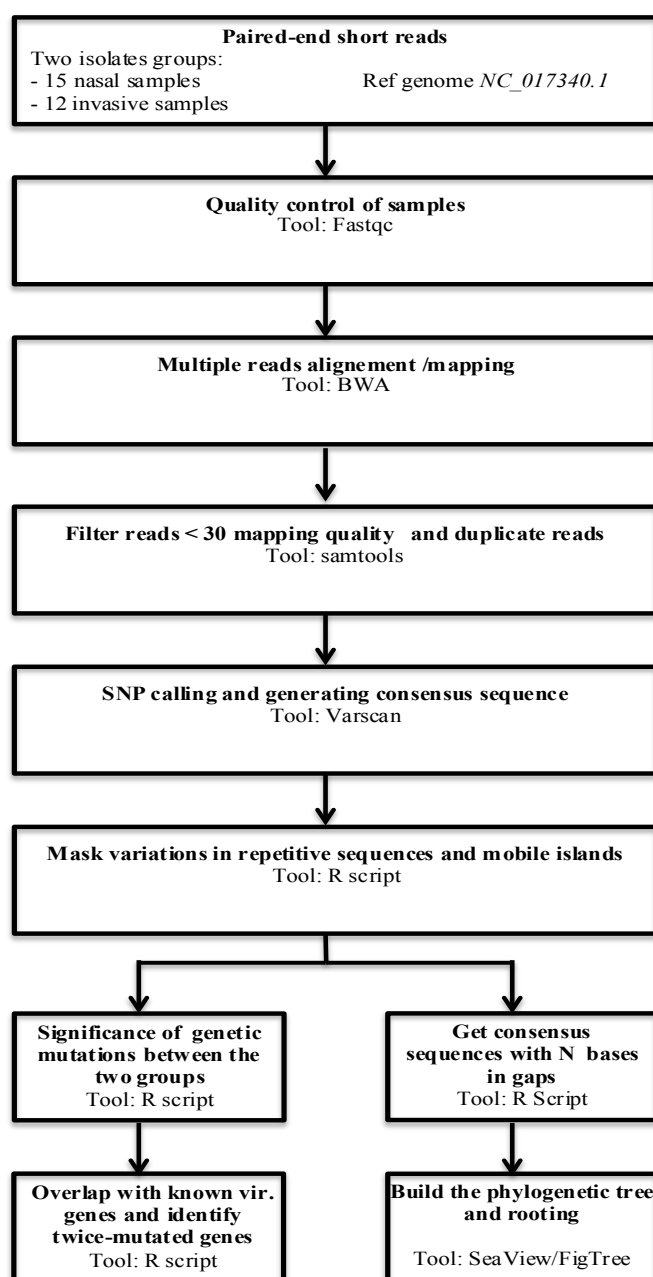 Paired-end short reads
Two isolates groups:
- 15 nasal samples Ref genome NC_017340.1
- 12 invasive samples
Quality control of samples
Tool: Fastqc
Multiple reads alignement /mapping
Tool: BWA
Filter reads < 30 mapping quality and duplicate reads
Tool: samtools
SNP calling and generating consensus sequence
Tool: Varscan
Mask variations in repetitive sequences and mobile islands
Tool: R script
Significance of genetic
mutations between the
two groups
Tool: R script
Get consensus
sequences with N bases
in gaps
Tool: R Script
Overlap with known vir.
genes and identify
twice-mutated genes
Tool: R script
Build the phylogenetic tree
and rooting
Tool: SeaView/FigTree